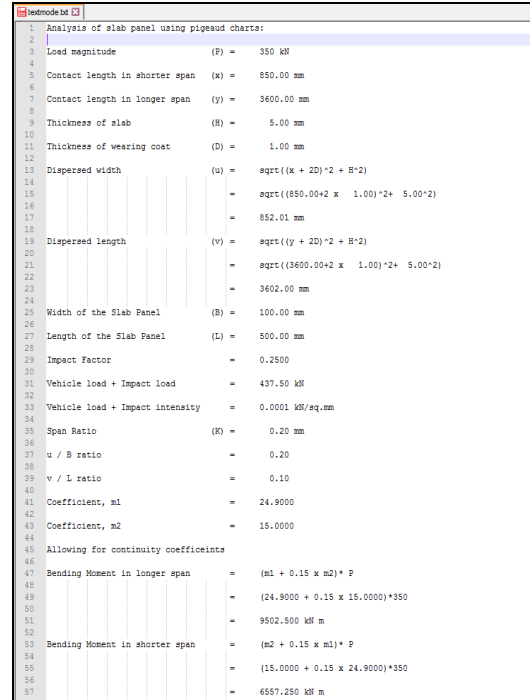 textmode.txt
1 Analysis of slab panel using pigeaud charts:
2
3 Load magnitude (P) = 350 kN
4
5 Contact length in shorter span (x) = 850.00 mm
6
7 Contact length in longer span (y) = 3600.00 mm
8
9 Thickness of slab (H) = 5.00 mm
10
11 Thickness of wearing coat (D) = 1.00 mm
12
13 Dispersed width (u) = sqrt((x + 2D)^2 + H^2)
14
15 = sqrt((850.00+2 x 1.00)^2+ 5.00^2)
16
17 = 852.01 mm
18
19 Dispersed length (v) = sqrt((y + 2D)^2 + H^2)
20
21 = sqrt((3600.00+2 x 1.00)^2+ 5.00^2)
22
23 = 3602.00 mm
24
25 Width of the Slab Panel (B) = 100.00 mm
26
27 Length of the Slab Panel (L) = 500.00 mm
28
29 Impact Factor = 0.2500
30
31 Vehicle load + Impact load = 437.50 kN
32
33 Vehicle load + Impact intensity = 0.0001 kN/sq.mm
34
35 Span Ratio (K) = 0.20 mm
36
37 u / B ratio = 0.20
38
39 v / L ratio = 0.10
40
41 Coefficient, m1 = 24.9000
42
43 Coefficient, m2 = 15.0000
44
45 Allowing for continuity coefficeints
46
47 Bending Moment in longer span = (m1 + 0.15 x m2)* P
48
49 = (24.9000 + 0.15 x 15.0000)*350
50
51 = 9502.500 kN m
52
53 Bending Moment in shorter span = (m2 + 0.15 x m1)* P
54
55 = (15.0000 + 0.15 x 24.9000)*350
56
57 = 6557.250 kN m